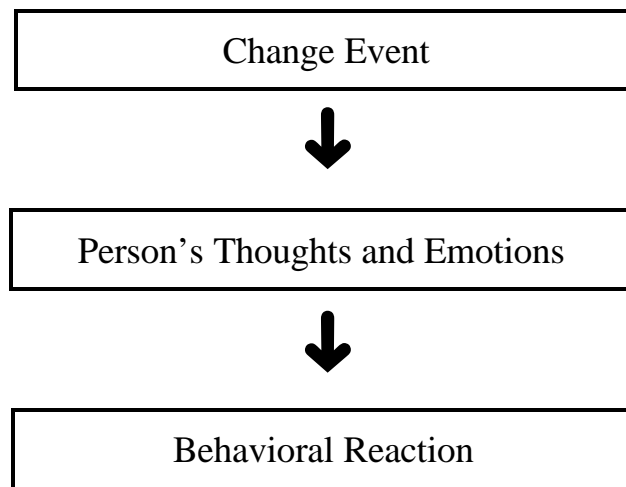 Change Event
Person’s Thoughts and Emotions
Behavioral Reaction